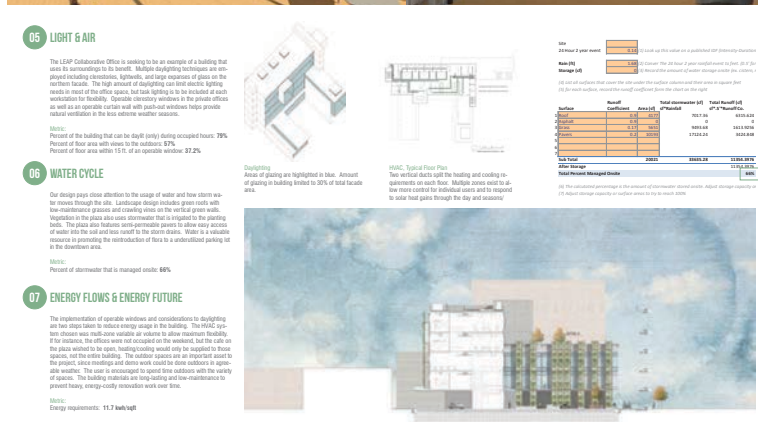 05 LIGHT & AIR
The LEAP Collaborative Office is seeking to be an example of a building that
uses its surroundings to its benefit.  Multiple daylighting techniques are em-
ployed including clerestories, lightwells, and large expanses of glass on the
northern facade.  The high amount of daylighting can limit electric lighting
needs in most of the office space, but task lighting is to be included at each
workstation for flexibility.  Operable clerestory windows in the private offices
as well as an operable curtain wall with push-out windows helps provide
natural ventilation in the less extreme weather seasons.
Metric:
Percent of the building that can be daylit (only) during occupied hours: 79%
Percent of floor area with views to the outdoors: 57%
Percent of floor area within 15 ft. of an operable window: 37.2%
06 WATER CYCLE
Our design pays close attention to the usage of water and how storm wa-
ter moves through the site.  Landscape design includes green roofs with
low-maintenance grasses and crawling vines on the vertical green walls.
Vegetation in the plaza also uses stormwater that is irrigated to the planting
beds.  The plaza also features semi-permeable pavers to allow easy access
of water into the soil and less runoff to the storm drains.  Water is a valuable
resource in promoting the reintroduction of flora to a underutilized parking lot
in the downtown area.
Metric:
Percent of stormwater that is managed onsite: 66%
07 ENERGY FLOWS & ENERGY FUTURE
The implementation of operable windows and considerations to daylighting
are two steps taken to reduce energy usage in the building.  The HVAC sys-
tem chosen was multi-zone variable air volume to allow maximum flexibility.
If for instance, the offices were not occupied on the weekend, but the cafe on
the plaza wished to be open, heating/cooling would only be supplied to those
spaces, not the entire building.  The outdoor spaces are an important asset to
the project, since meetings and demo work could be done outdoors in agree-
able weather.  The user is encouraged to spend time outdoors with the variety
of spaces.  The building materials are long-lasting and low-maintenance to
prevent heavy, energy-costly renovation work over time.
Metric:
Energy requirements:  11.7 kwh/sqft
Daylighting
Areas of glazing are highlighted in blue.  Amount
of glazing in building limited to 30% of total facade
area.
HVAC, Typical Floor Plan
Two vertical ducts split the heating and cooling re-
quirements on each floor.  Multiple zones exist to al-
low more control for individual users and to respond
to solar heat gains through the day and seasons/
Site
24 Hour 2 year event
Rain (ft)
Storage (cf)
Runoff Total stormwater (cf) Total Runoff (cf)
Surface Coefficient Area (sf)
1 Roof
2 Asphalt
3 Grass
4 Pavers
5
6
7
Sub Total 20021
After Storage
Total Percent Managed Onsite 66%